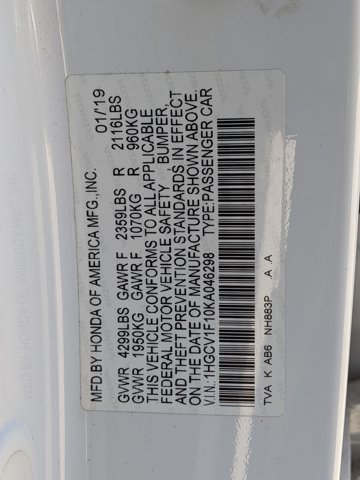 MFD.BY HONDA OF AMERICA MFG.,INC. 01/'19
GVWR 4299LBS GAWR F 2359LBS R 2116LBS
GVWR 1950KG GAWR F 1070KG R 960KG
THIS VEHICLE CONFORMS TO ALL APPLICABLE
FEDERAL MOTOR VEHICLE SAFETY BUMPER,
AND THEFT PREVENTION STANDARDS IN EFFECT
ON THE DATE OF MANUFACTURE SHOWN ABOVE.
V.I.N.:1HGCV1F10KA046298 TYPE:PASSENGER CAR
TVA K AB6 NH883P A A